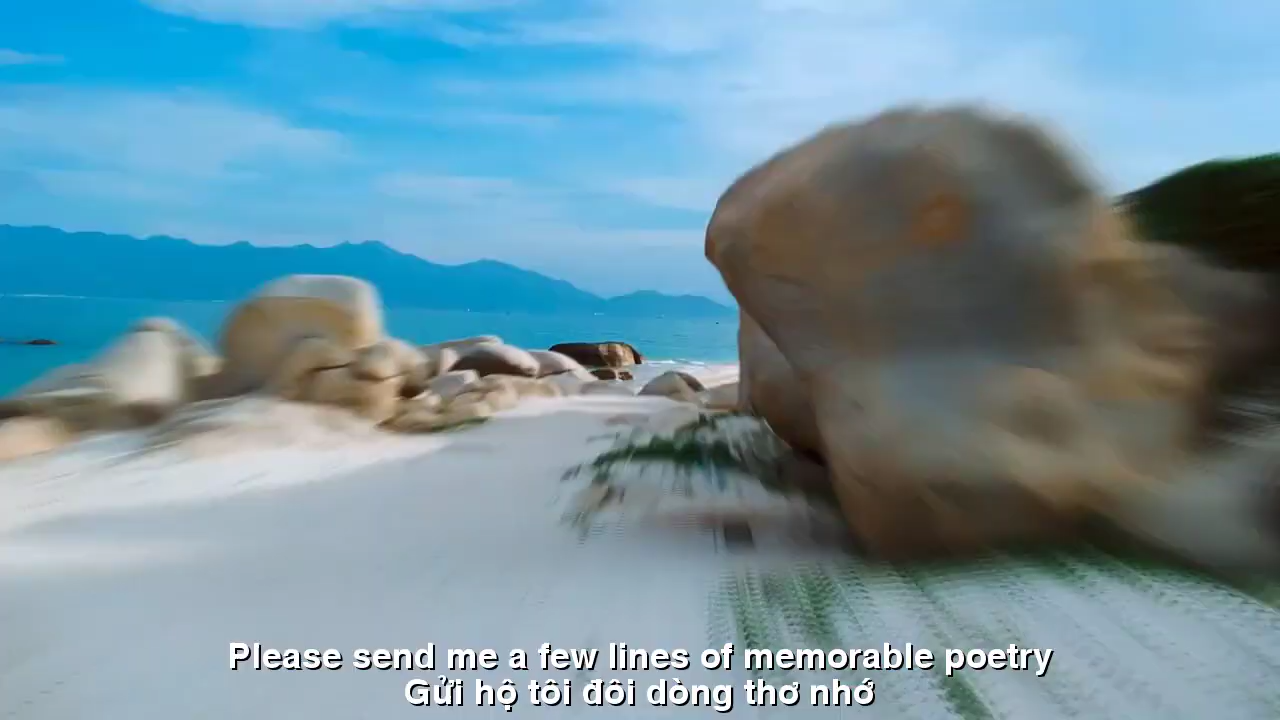 Please send me a few lines of memorable poetry
Gửi hộ tôi đôi dòng thơ nhớ